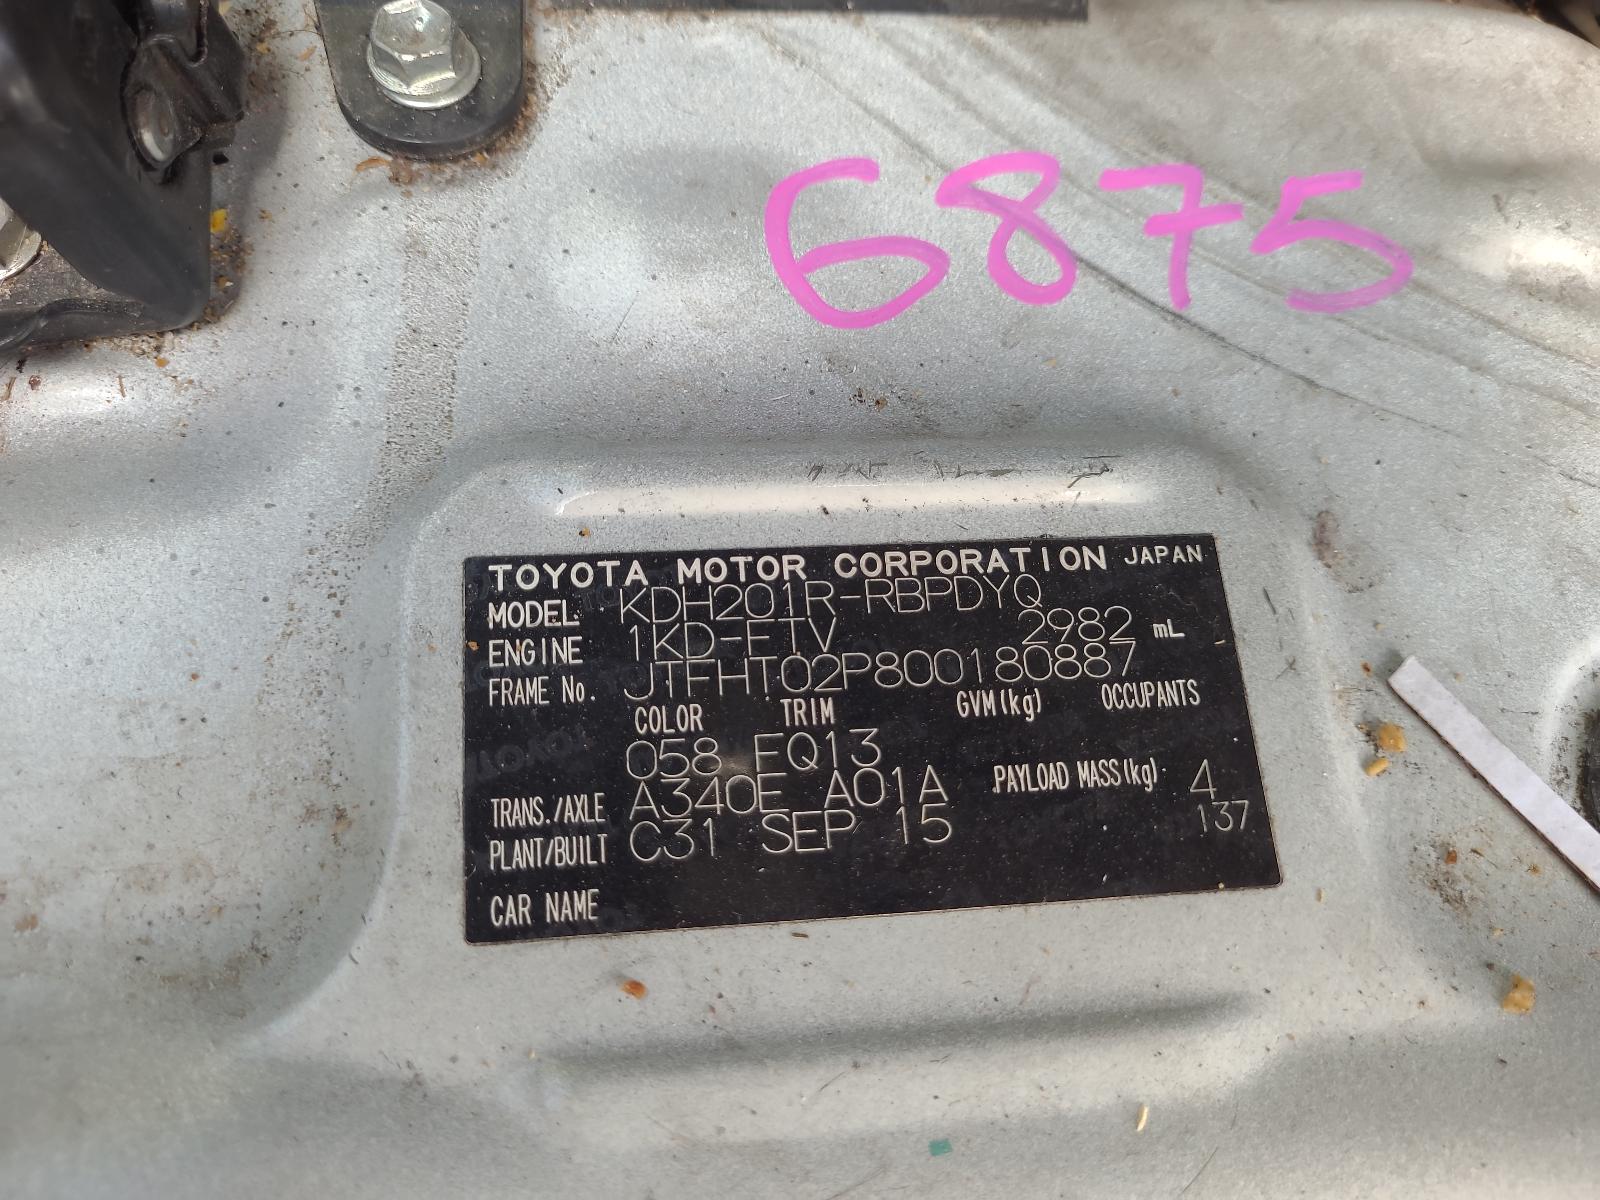 6875
TOYOTA MOTOR CORPORATION JAPAN
MODEL KDH201R-RBPDYQ
ENGINE 1KD-FTV 2982 mL
FRAME No. JTFHT02P800180887
COLOR TRIM GVM(kg) OCCUPANTS
058 FQ13
TRANS./AXLE A340E A01A PAYLOAD MASS(kg) 4
PLANT/BUILT C31 SEP 15 137
CAR NAME